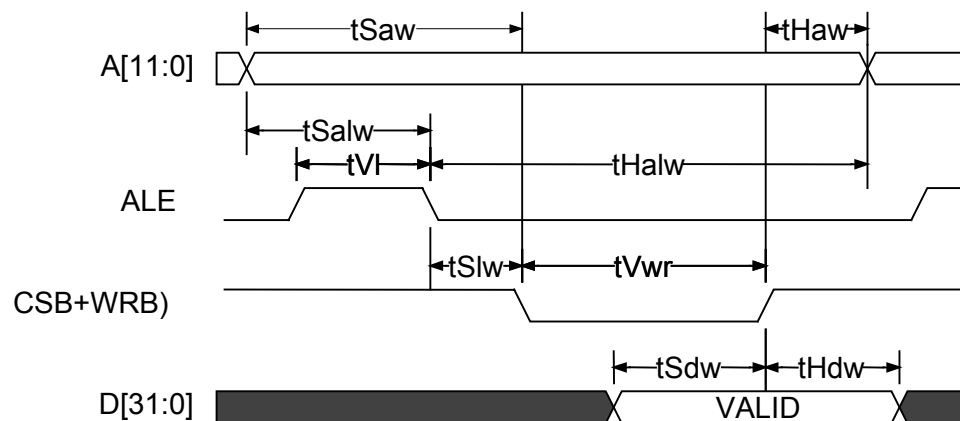 tSaw tHaw
A[11:0]
tSalw
tVl tHalw
ALE
tSlw tVwr
CSB+WRB)
tSdw tHdw
D[31:0] VALID